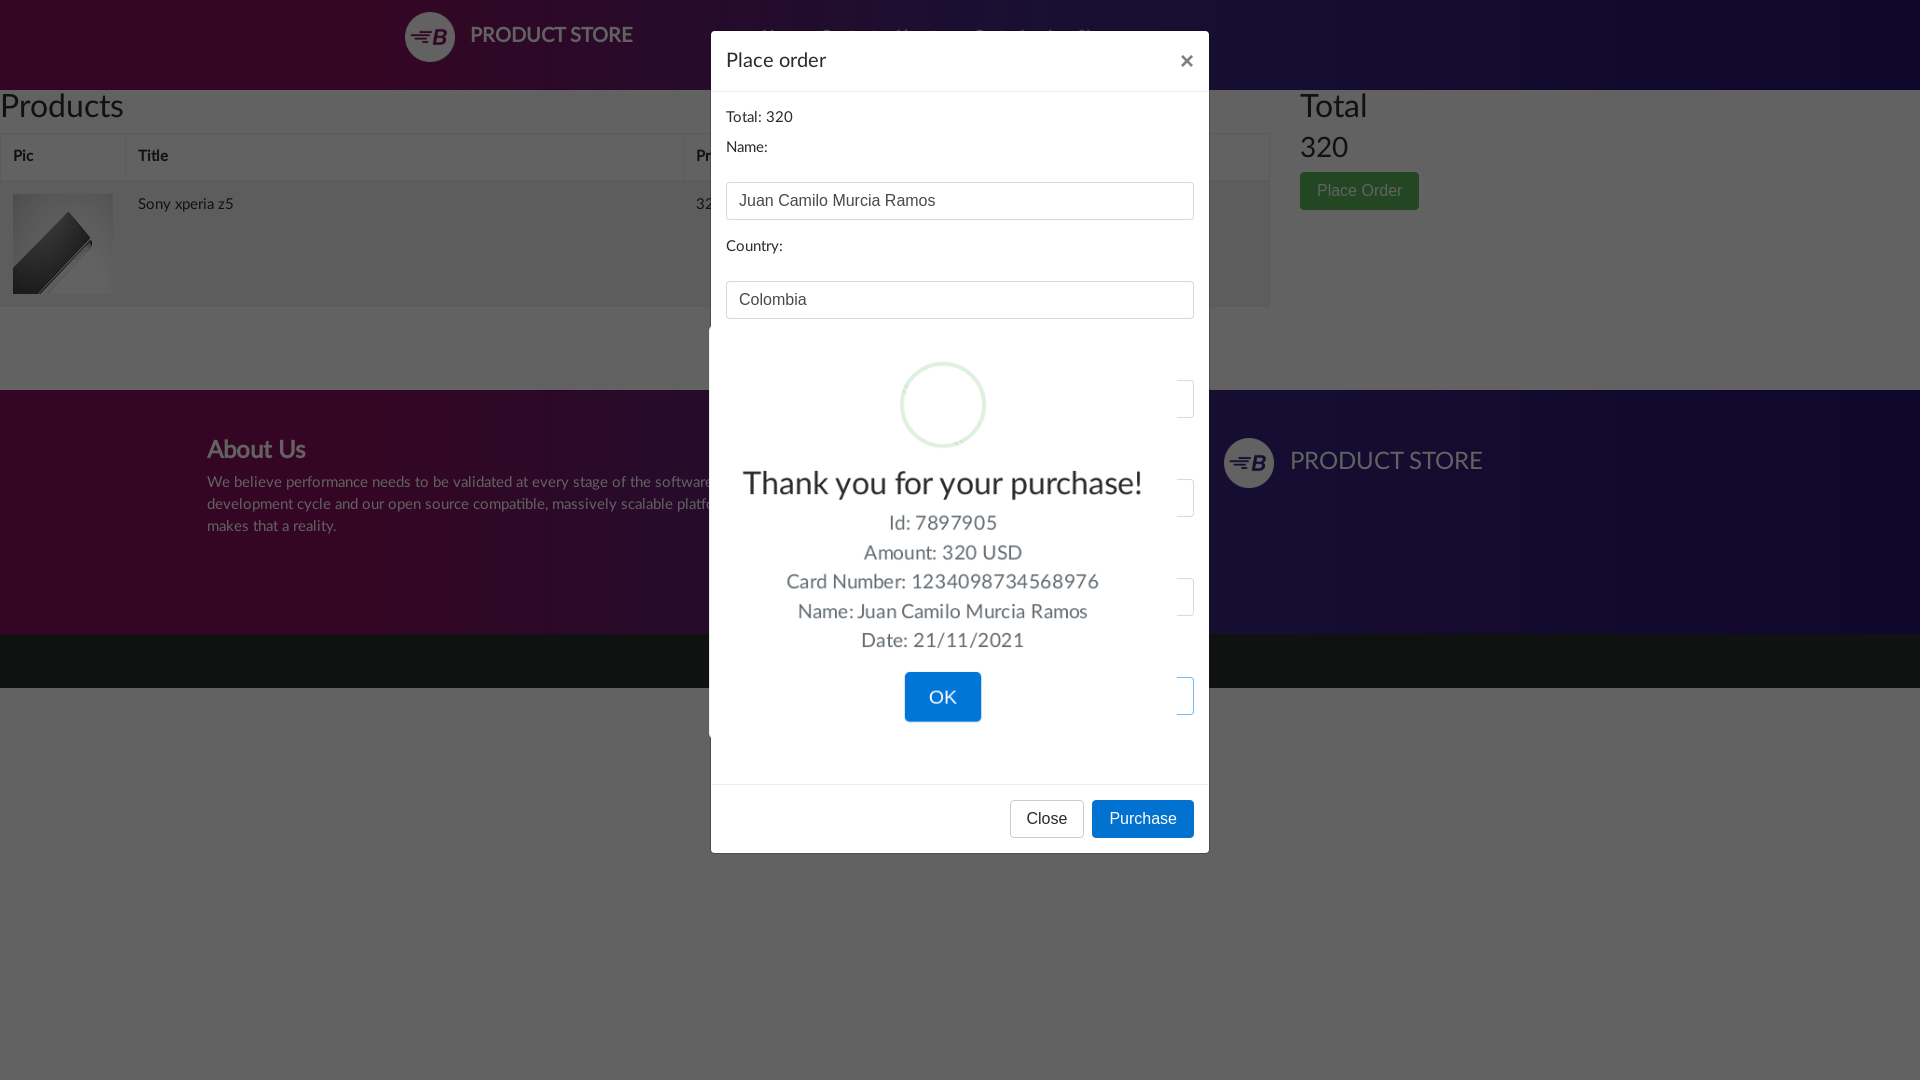 PRODUCT STORE
Place order
×
Products
Total
Total: 320
320
Name:
Pic
Title
Place Order
Juan Camilo Murcia Ramos
Sony xperia z5
Country:
Colombia
About Us
We believe performance needs to be validated at every stage of the software
development cycle and our open source compatible, massively scalable
makes that a reality.
PRODUCT STORE
Thank you for your purchase!
Id: 7897905
Amount: 320 USD
Card Number: 1234098734568976
Name: Juan Camilo Murcia Ramos
Date: 21/11/2021
OK
Close
Purchase